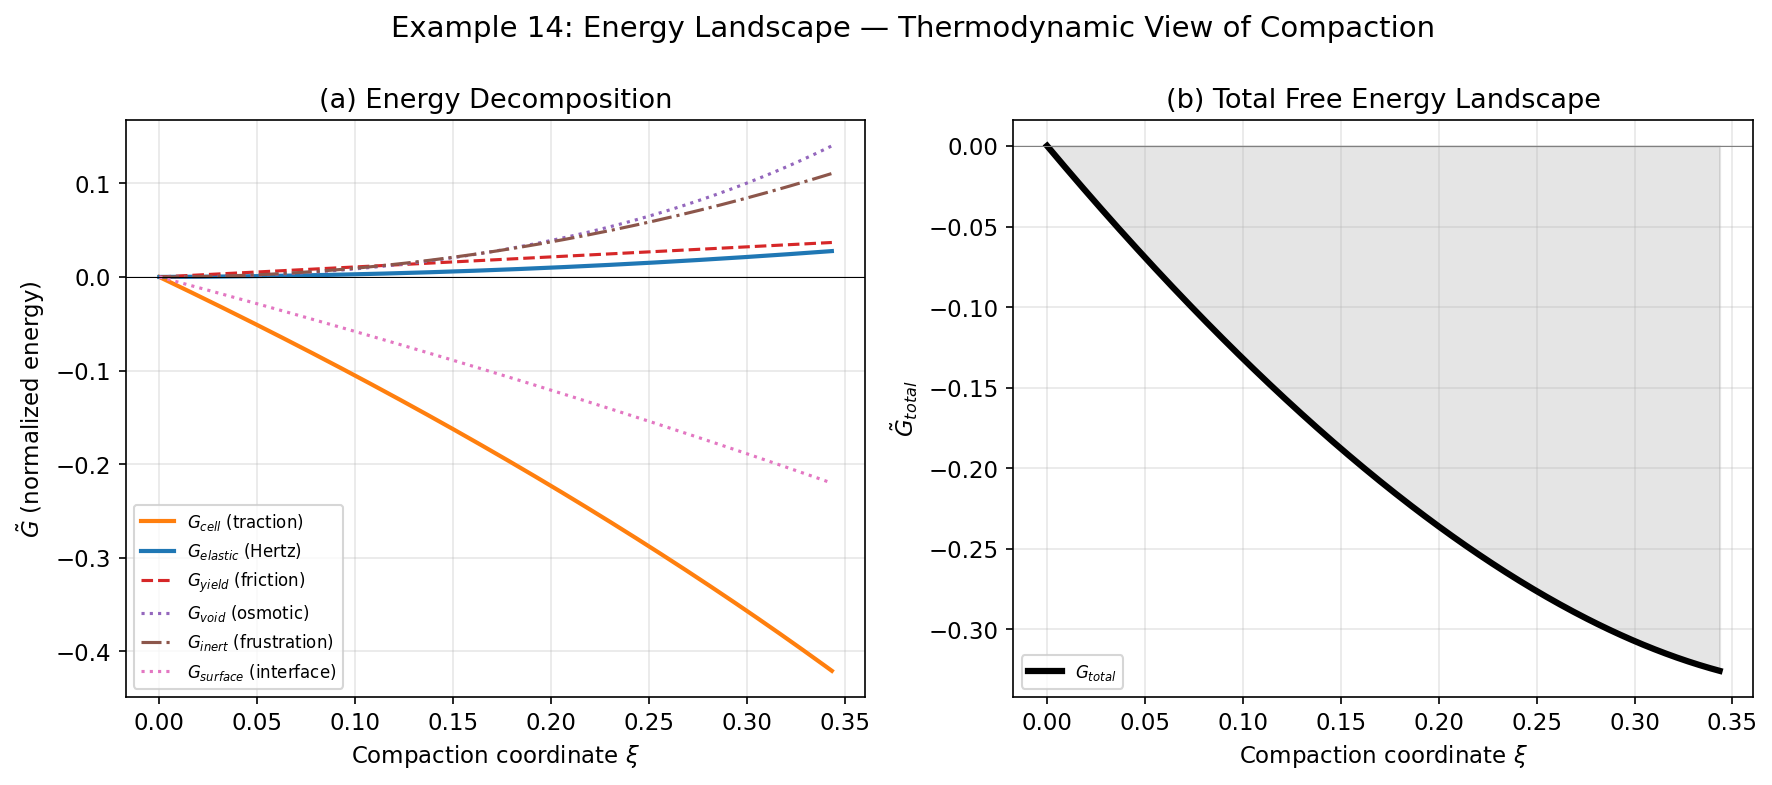 Example 14: Energy Landscape — Thermodynamic View of Compaction
(a) Energy Decomposition
G̃ (normalized energy)
0.1
0.0
−0.1
−0.2
−0.3
−0.4
G_cell (traction)
G_elastic (Hertz)
G_yield (friction)
G_void (osmotic)
G_inert (frustration)
G_surface (interface)
0.00 0.05 0.10 0.15 0.20 0.25 0.30 0.35
Compaction coordinate ξ
(b) Total Free Energy Landscape
G̃_total
0.00
−0.05
−0.10
−0.15
−0.20
−0.25
−0.30
G_total
0.00 0.05 0.10 0.15 0.20 0.25 0.30 0.35
Compaction coordinate ξ